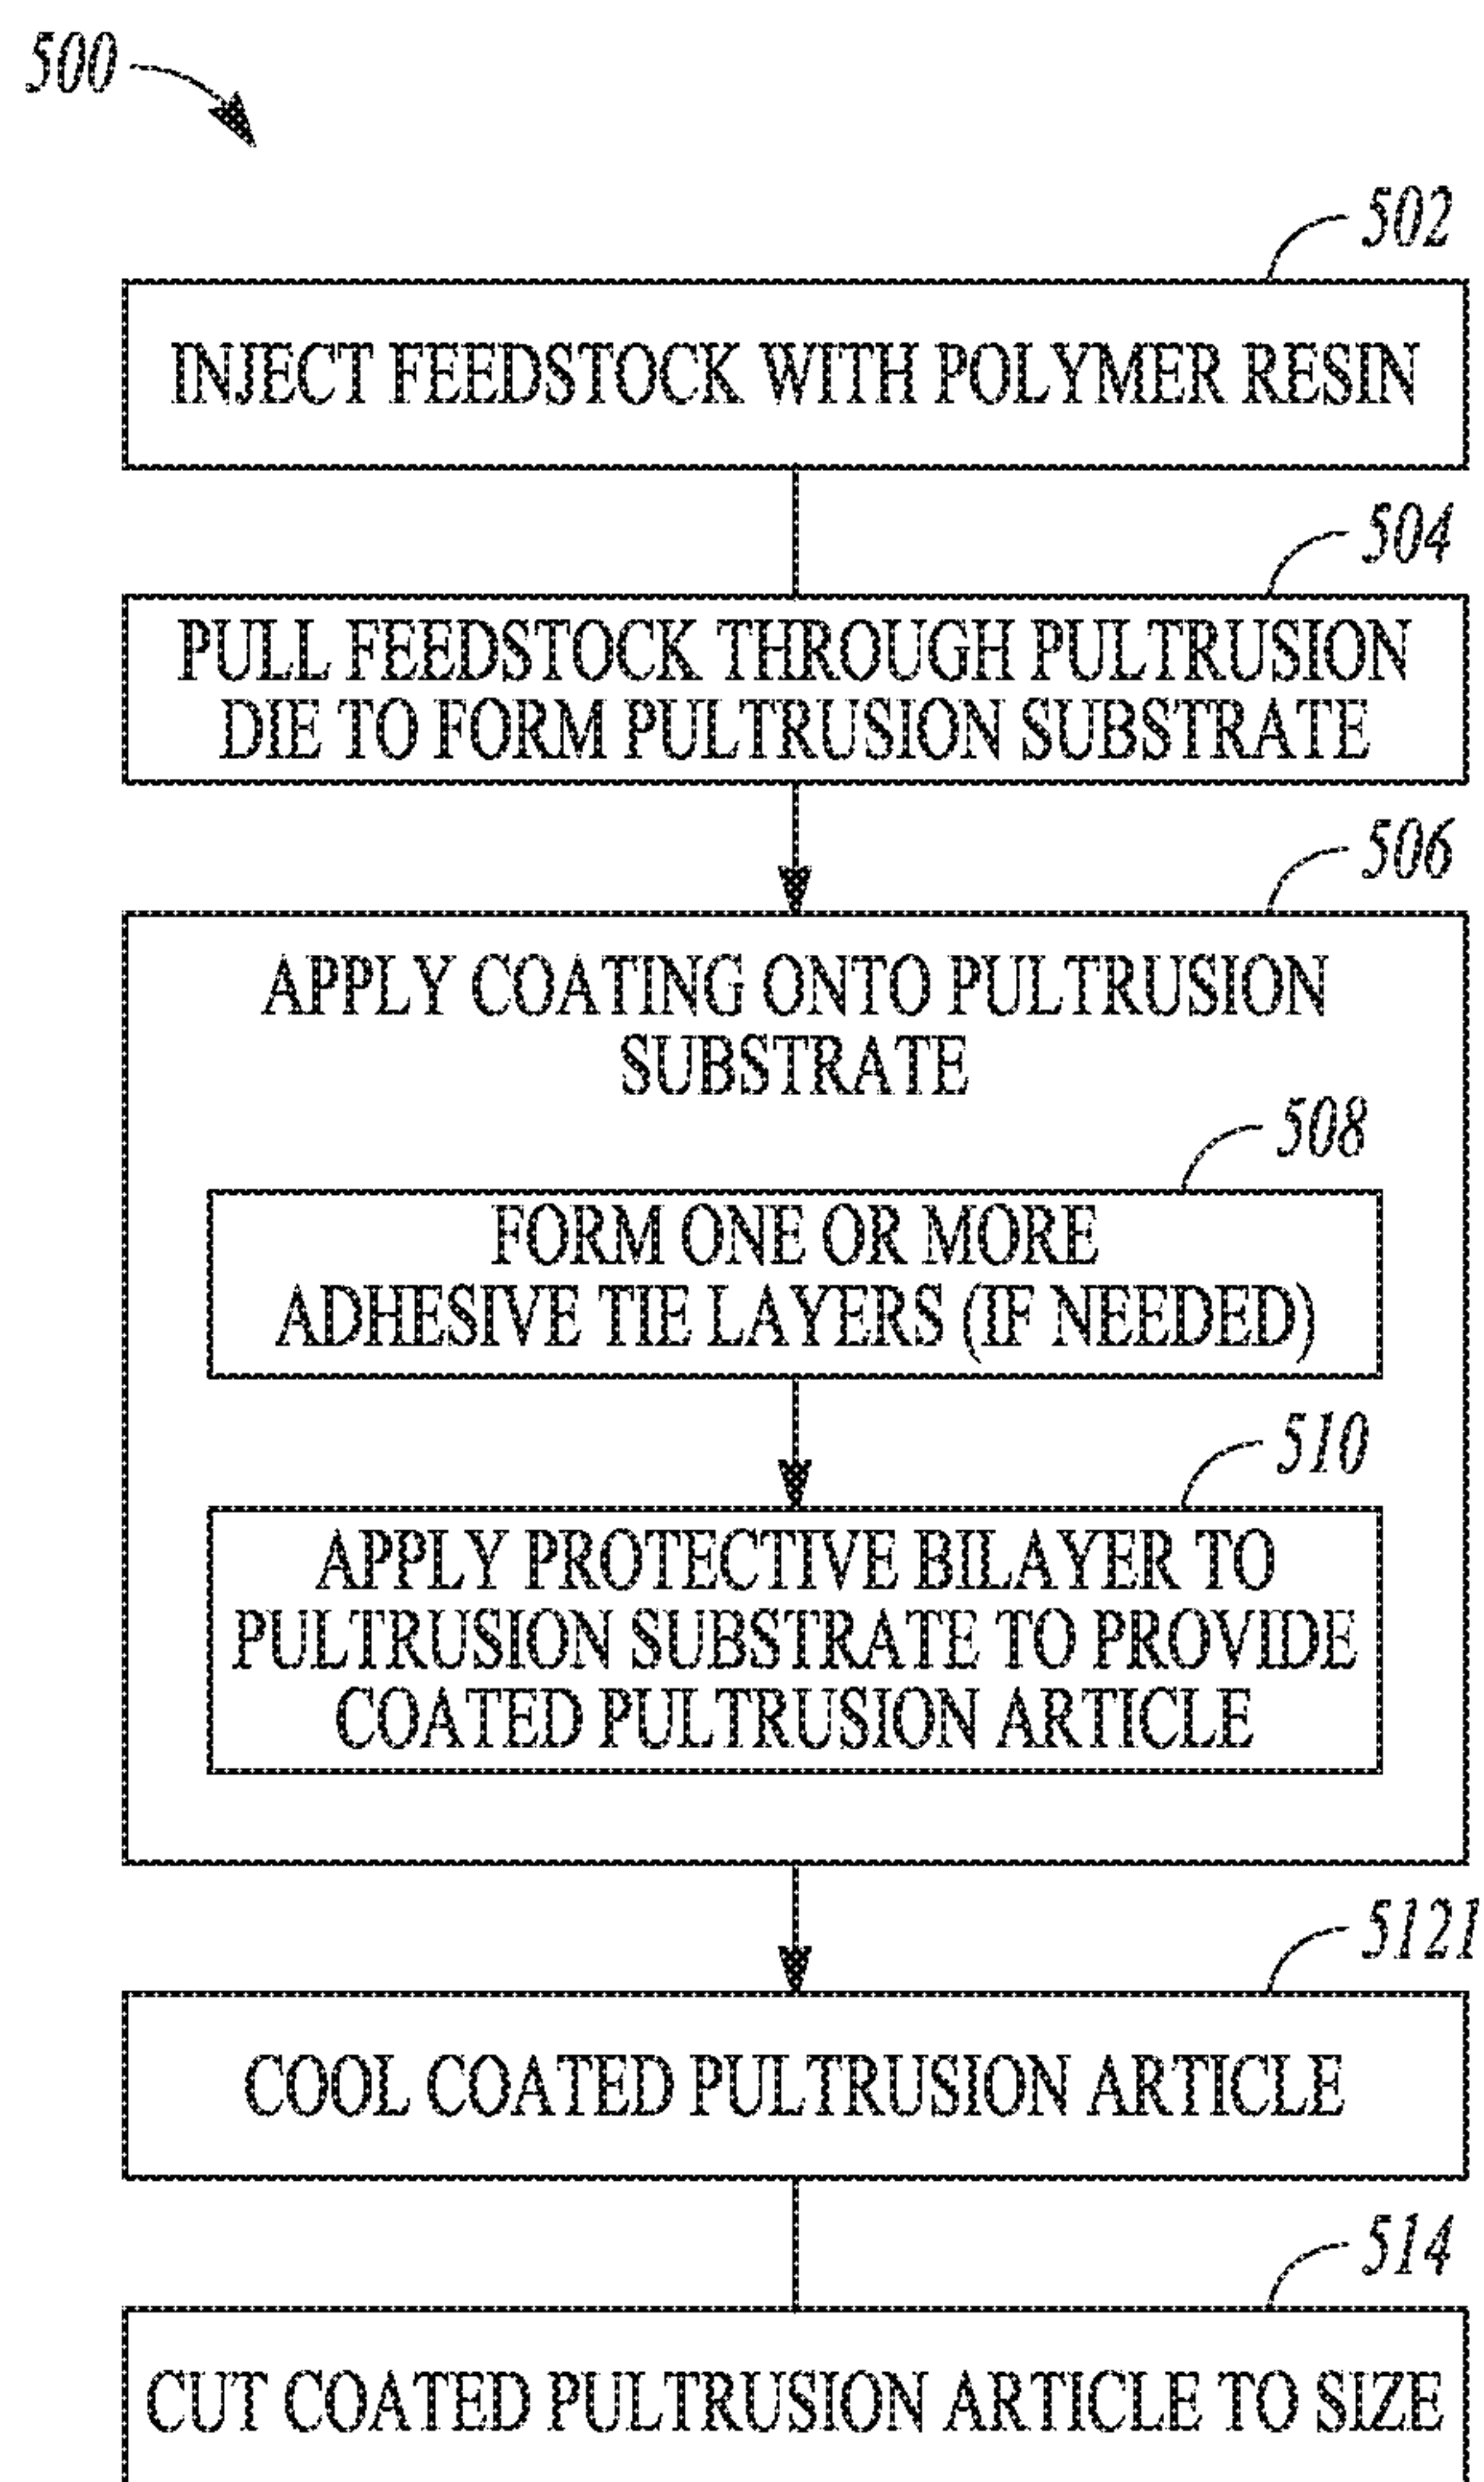 500
502
INJECT FEEDSTOCK WITH POLYMER RESIN
504
PULL FEEDSTOCK THROUGH PULTRUSION
DIE TO FORM PULTRUSION SUBSTRATE
506
APPLY COATING ONTO PULTRUSION
SUBSTRATE
508
FORM ONE OR MORE
ADHESIVE TIE LAYERS (IF NEEDED)
510
APPLY PROTECTIVE BILAYER TO
PULTRUSION SUBSTRATE TO PROVIDE
COATED PULTRUSION ARTICLE
5121
COOL COATED PULTRUSION ARTICLE
514
CUT COATED PULTRUSION ARTICLE TO SIZE